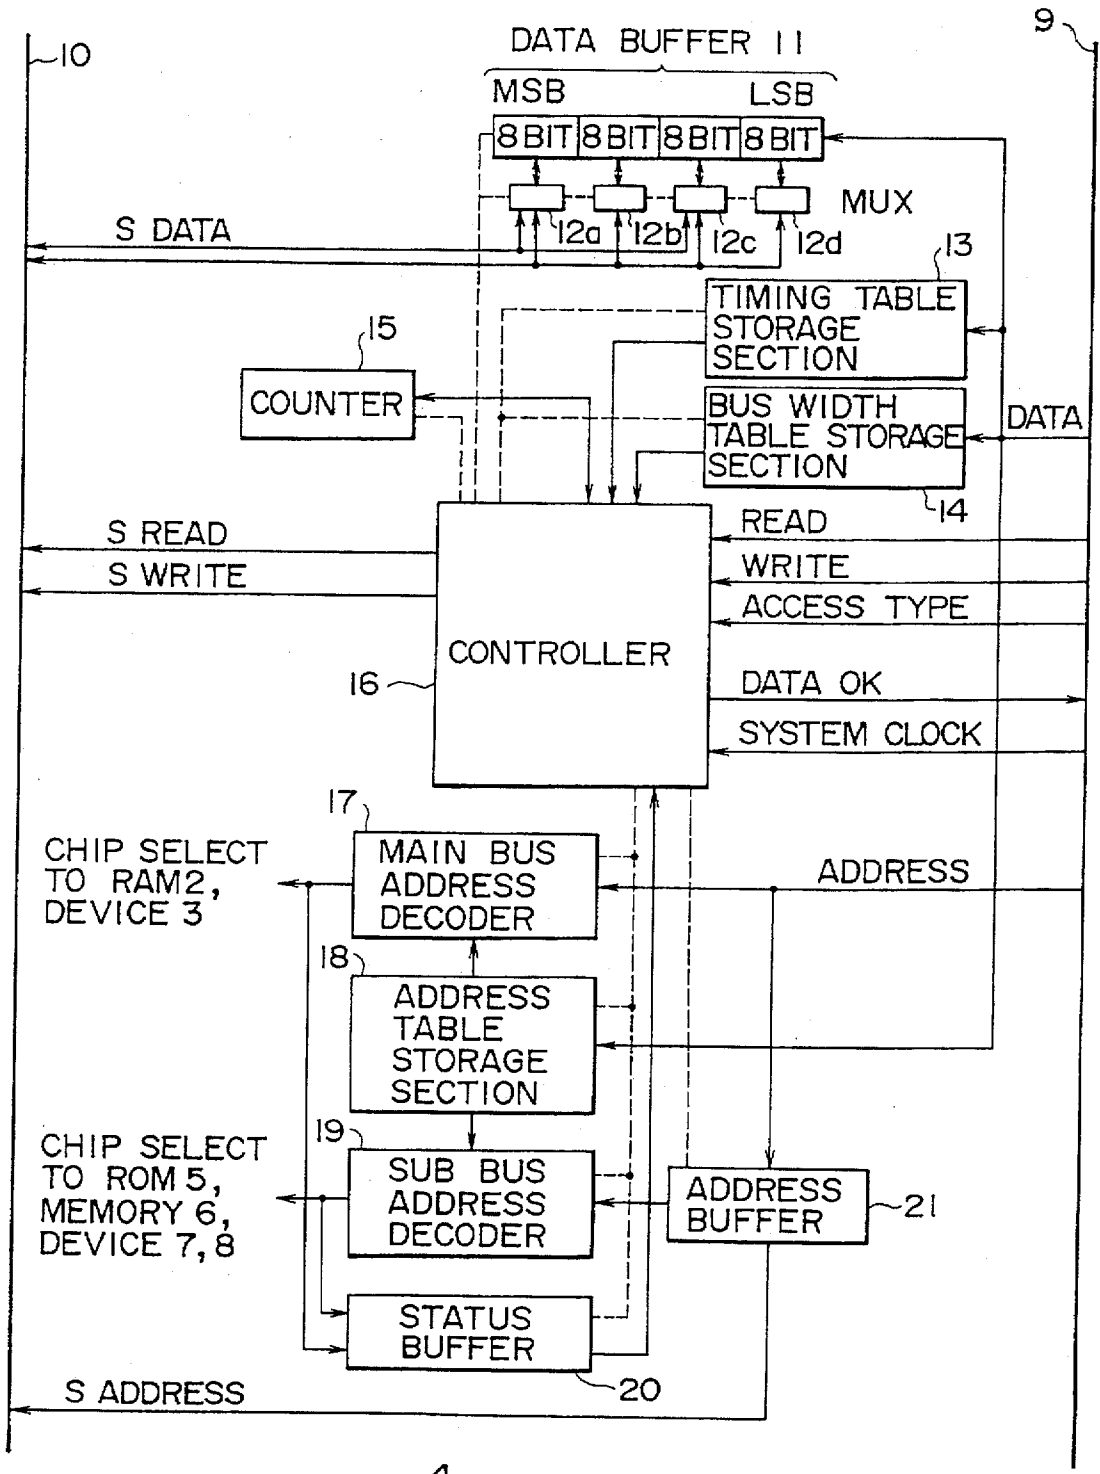 10
9
DATA BUFFER 11
MSB LSB
8 BIT 8 BIT 8 BIT 8 BIT
MUX
12a 12b 12c 12d
S DATA
13
TIMING TABLE
STORAGE
SECTION
15
COUNTER
BUS WIDTH
TABLE STORAGE
SECTION
DATA
14
S READ
S WRITE
READ
WRITE
ACCESS TYPE
CONTROLLER
16
DATA OK
SYSTEM CLOCK
17
CHIP SELECT
TO RAM2,
DEVICE 3
MAIN BUS
ADDRESS
DECODER
ADDRESS
18
ADDRESS
TABLE
STORAGE
SECTION
19
CHIP SELECT
TO ROM 5,
MEMORY 6,
DEVICE 7, 8
SUB BUS
ADDRESS
DECODER
ADDRESS
BUFFER
21
STATUS
BUFFER
20
S ADDRESS